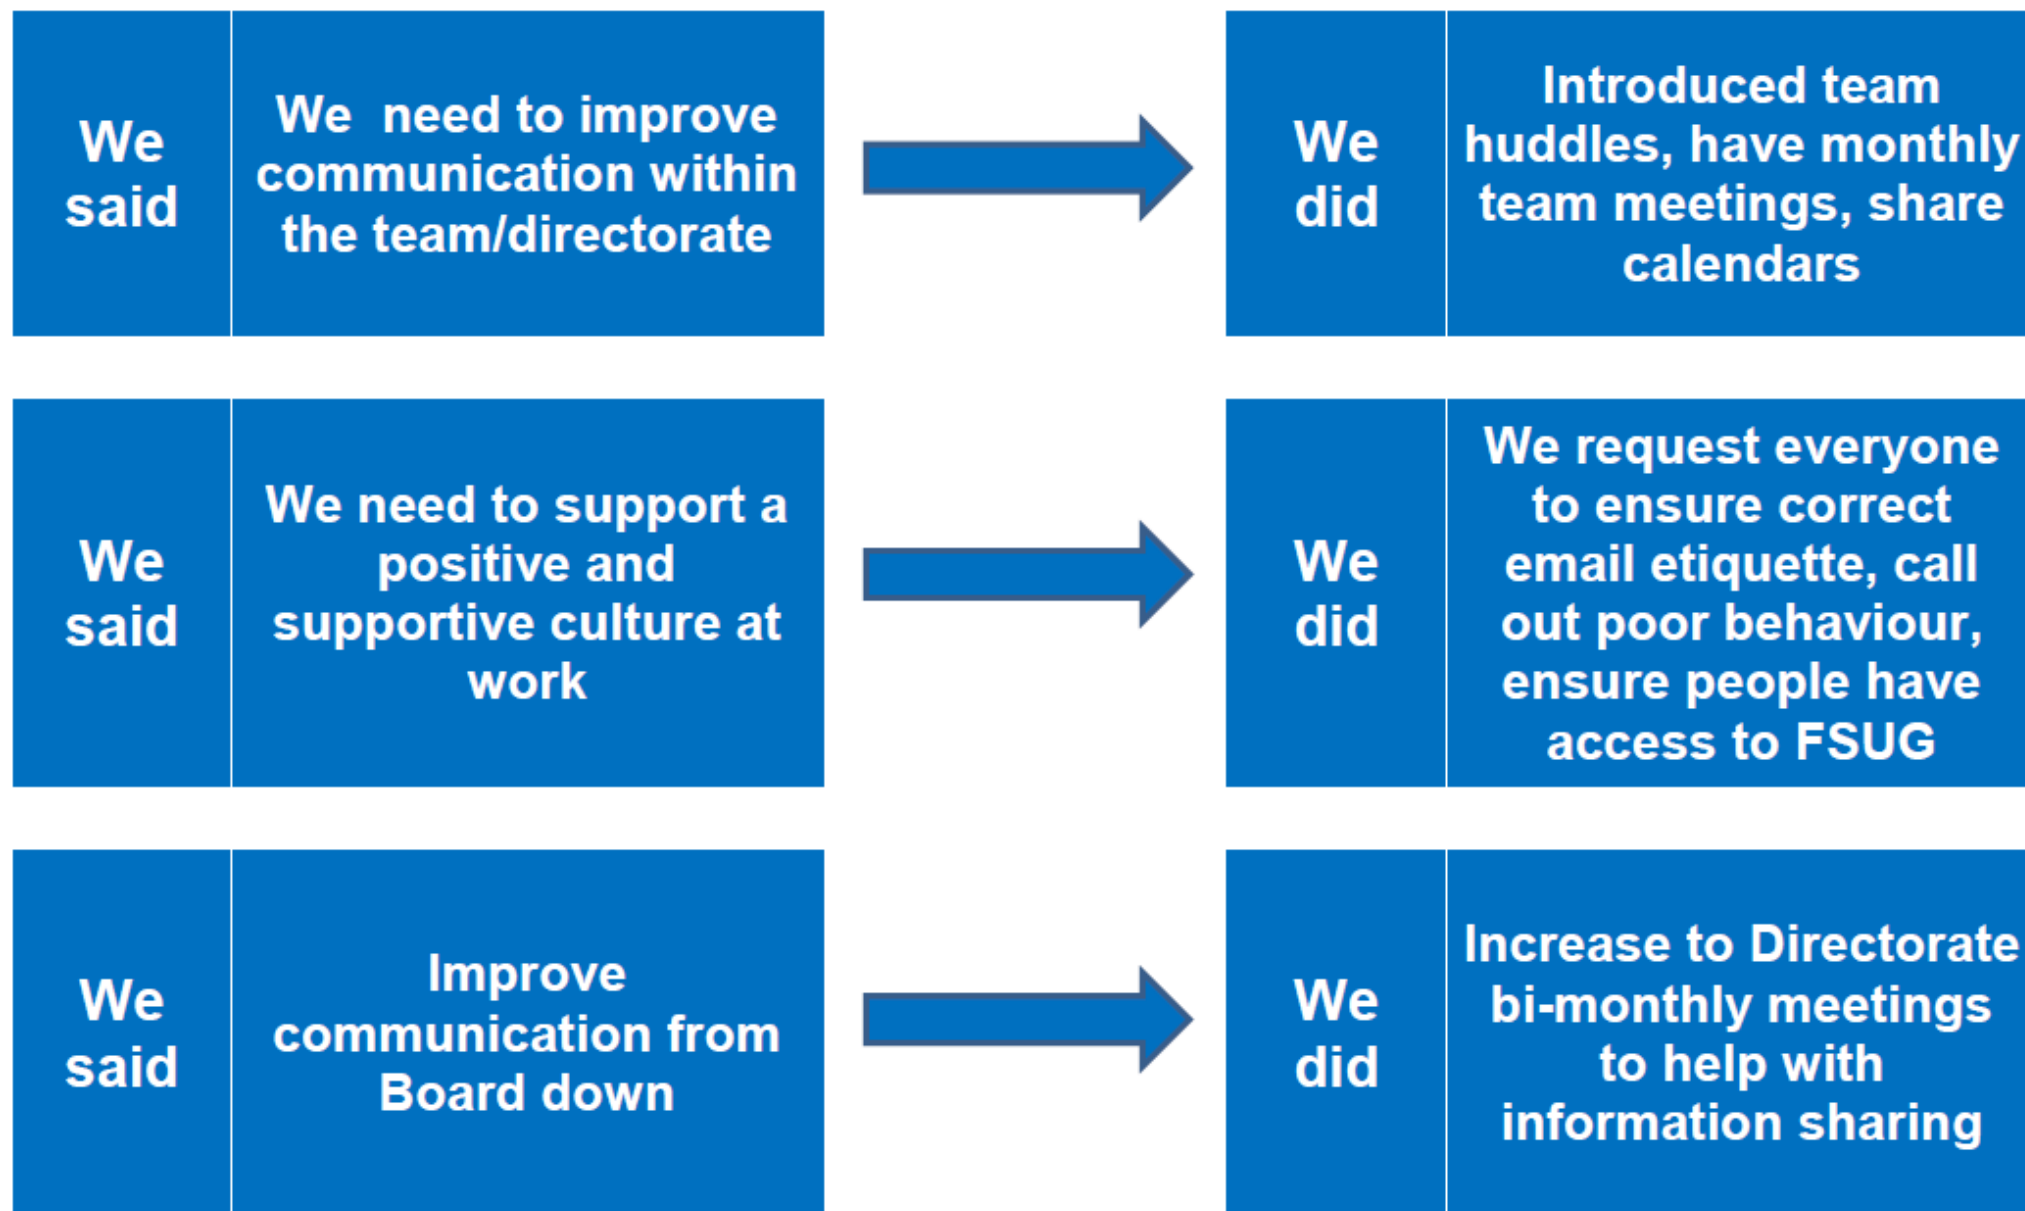 We
said
We  need to improve
communication within
the team/directorate
We
did
Introduced team
huddles, have monthly
team meetings, share
calendars
We
said
We need to support a
positive and
supportive culture at
work
We
did
We request everyone
to ensure correct
email etiquette, call
out poor behaviour,
ensure people have
access to FSUG
We
said
Improve
communication from
Board down
We
did
Increase to Directorate
bi-monthly meetings
to help with
information sharing